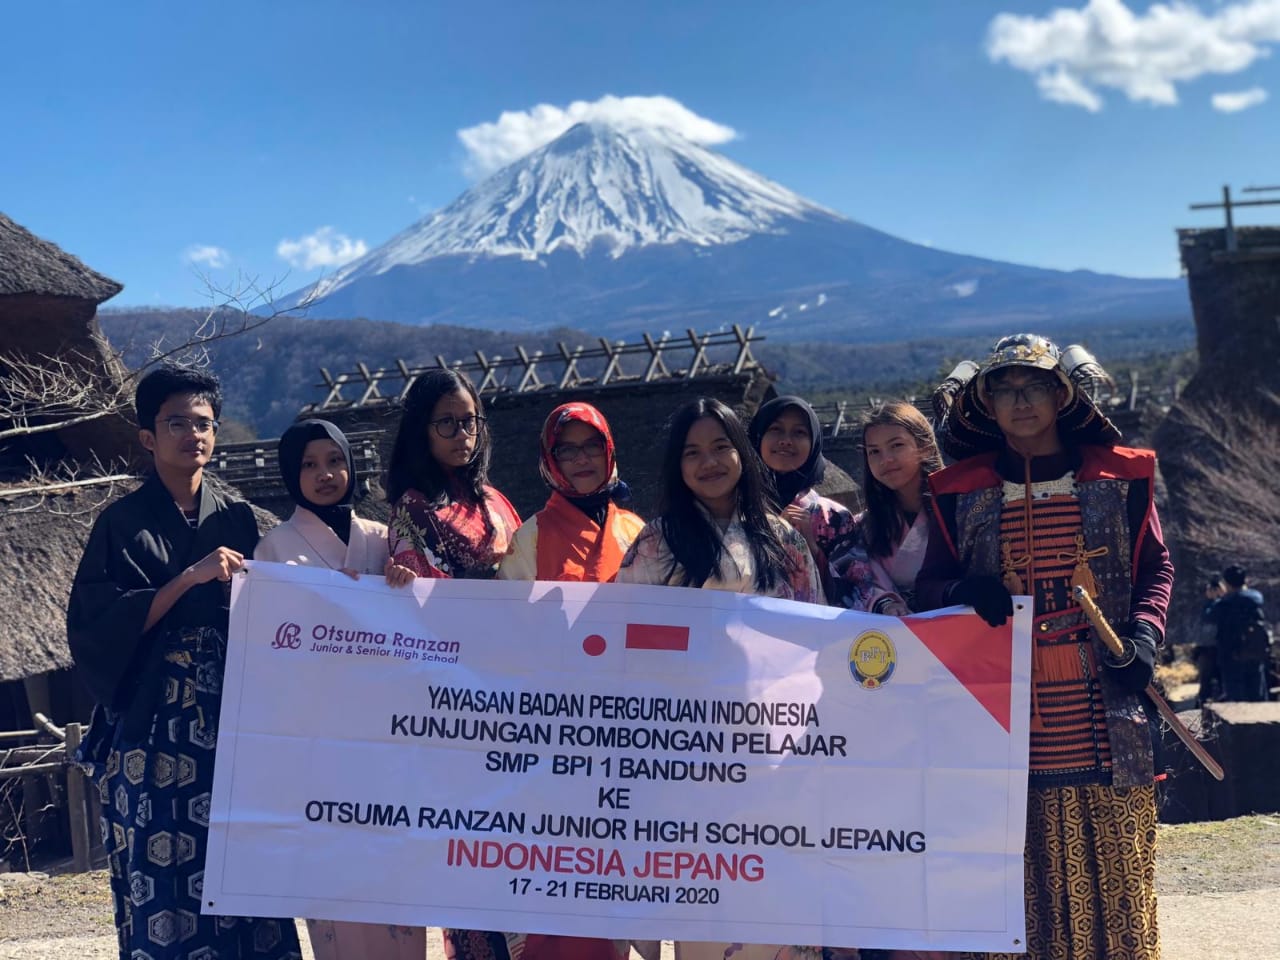 Otsuma Ranzan
Junior & Senior High School
BPI
YAYASAN BADAN PERGURUAN INDONESIA
KUNJUNGAN ROMBONGAN PELAJAR
SMP BPI 1 BANDUNG
KE
OTSUMA RANZAN JUNIOR HIGH SCHOOL JEPANG
INDONESIA JEPANG
17 - 21 FEBRUARI 2020